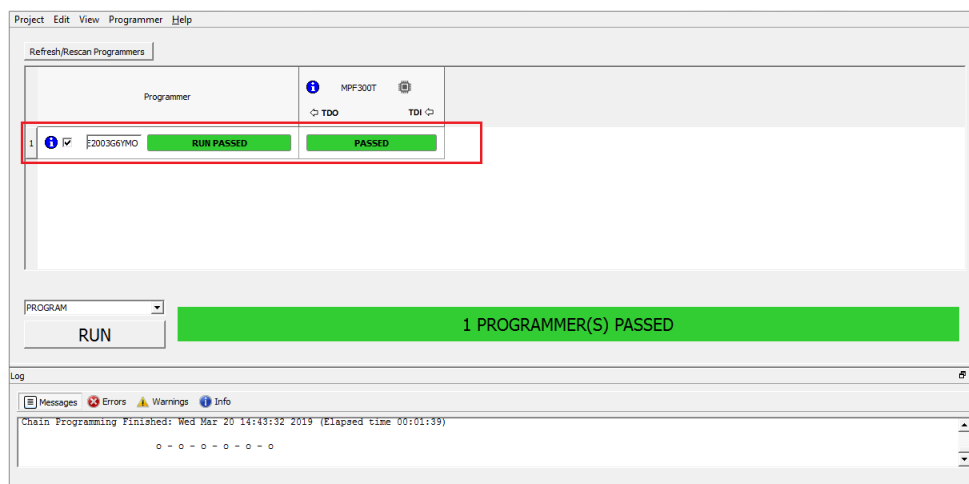 Project Edit View Programmer Help
Refresh/Rescan Programmers
Programmer
MPF300T
TDO TDI
1 E2003G6YMO RUN PASSED PASSED
PROGRAM
RUN
1 PROGRAMMER(S) PASSED
Log
Messages Errors Warnings Info
Chain Programming Finished: Wed Mar 20 14:43:32 2019 (Elapsed time 00:01:39)
o - o - o - o - o - o